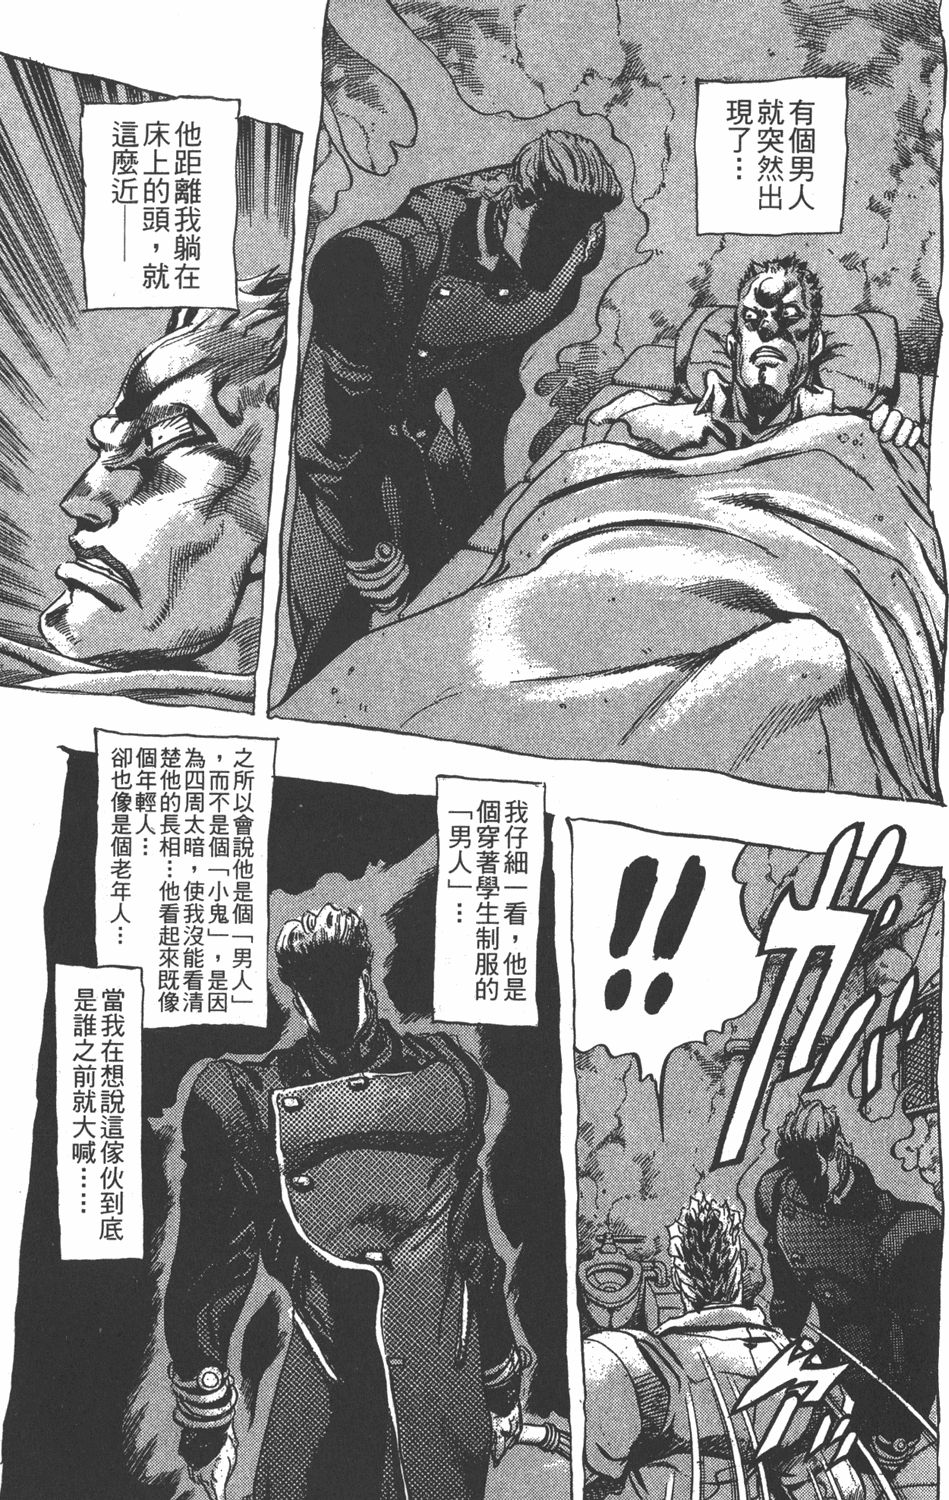 有個男人
就突然出
現了…
他距離我躺在
床上的頭，就
這麼近——
!!
ガバァッ
我仔細一看，他是
個穿著學生制服的
「男人」…
之所以會說他是個「男人」
，而不是個「小鬼」，是因
為四周太暗，使我沒能看清
楚他的長相…他看起來既像
個年輕人…
卻也像是個老年人…
當我在想說這傢伙到底
是誰之前就大喊……